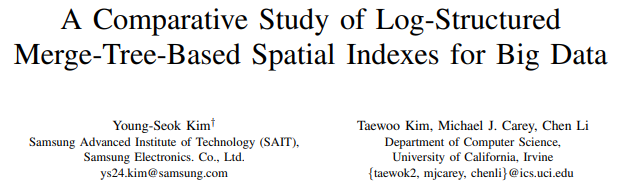 A Comparative Study of Log-Structured
Merge-Tree-Based Spatial Indexes for Big Data
Young-Seok Kim†
Samsung Advanced Institute of Technology (SAIT),
Samsung Electronics. Co., Ltd.
ys24.kim@samsung.com
Taewoo Kim, Michael J. Carey, Chen Li
Department of Computer Science,
University of California, Irvine
{taewok2, mjcarey, chenli}@ics.uci.edu